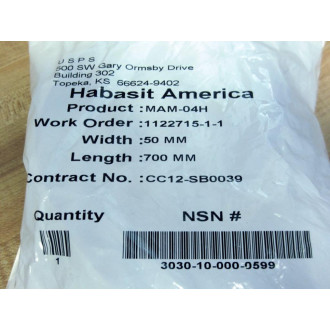 U S P S
500 SW Gary Ormsby Drive
Building 302
Topeka, KS 66624-9402
Habasit America
Product : MAM-04H
Work Order : 1122715-1-1
Width : 50 MM
Length : 700 MM
Contract No. : CC12-SB0039
Quantity NSN #
1 3030-10-000-0599